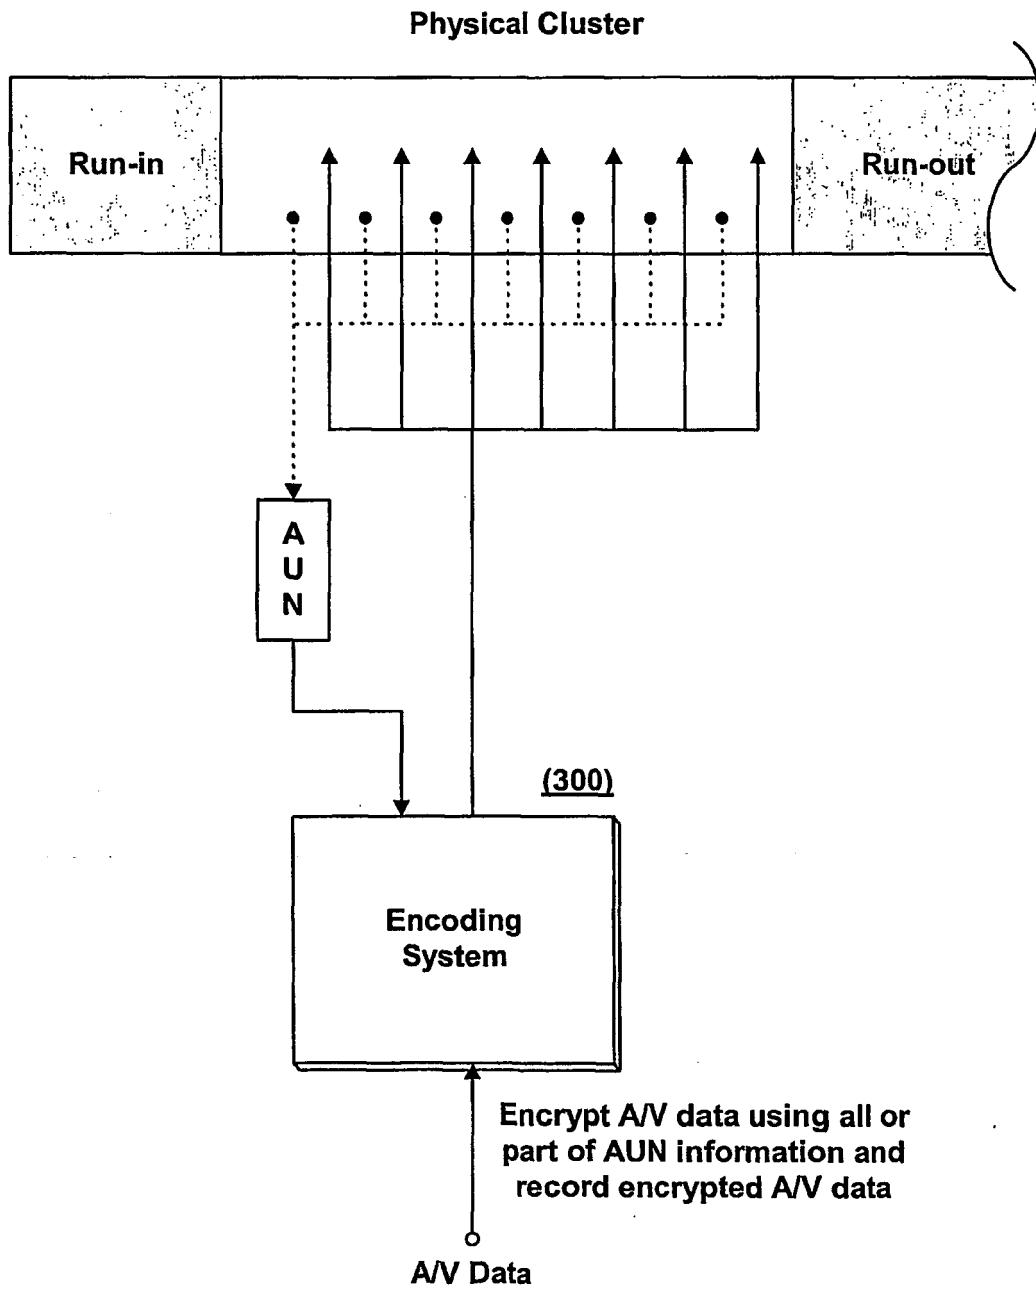 Physical Cluster
Run-in
Run-out
A
U
N
(300)
Encoding
System
Encrypt A/V data using all or
part of AUN information and
record encrypted A/V data
A/V Data